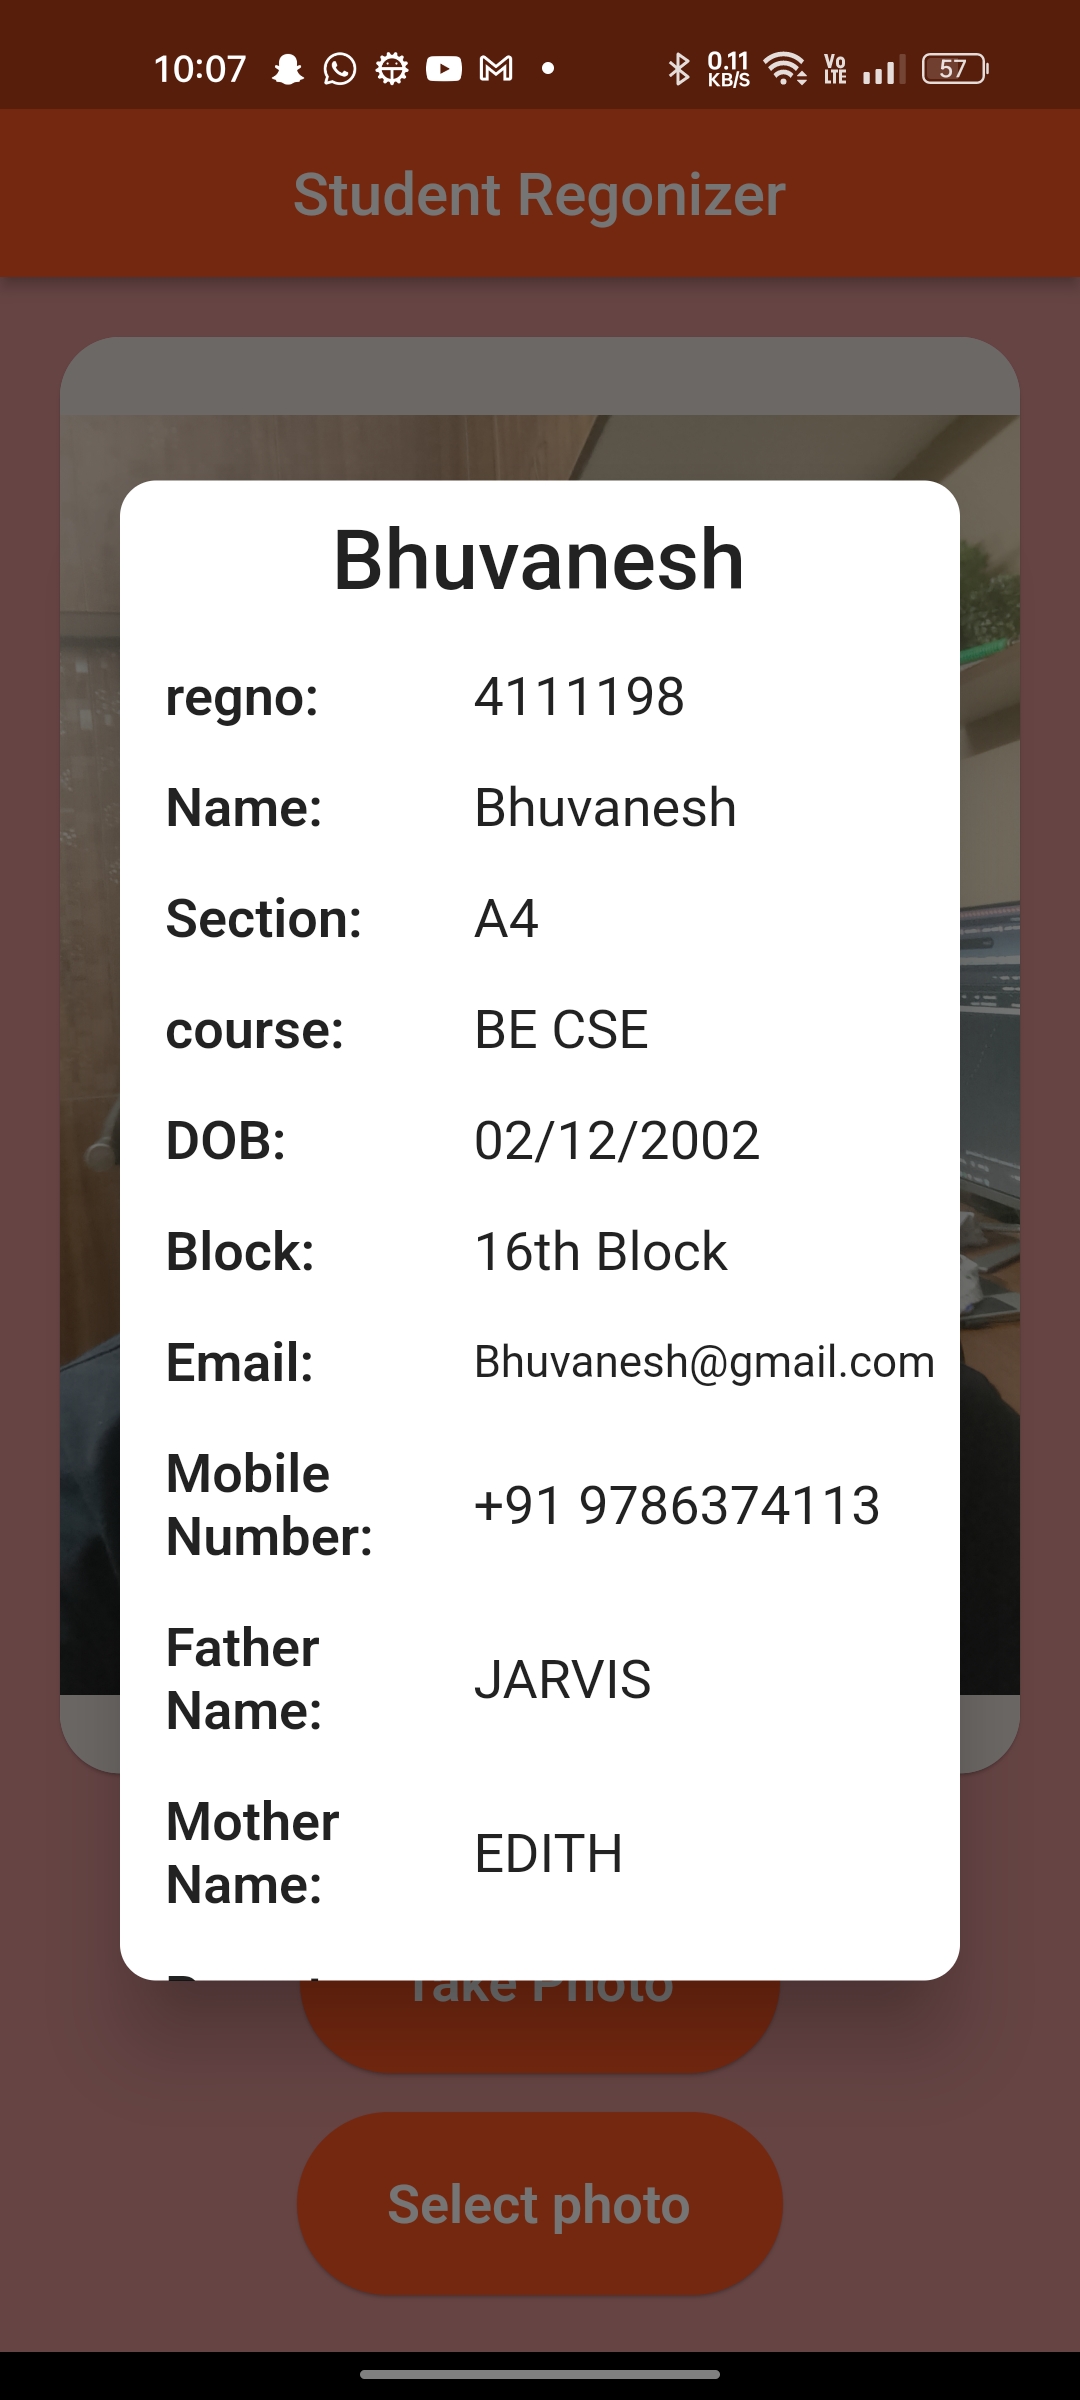 10:07 0.11 KB/S Vo LTE 57
Student Regonizer
Bhuvanesh
regno: 4111198
Name: Bhuvanesh
Section: A4
course: BE CSE
DOB: 02/12/2002
Block: 16th Block
Email: Bhuvanesh@gmail.com
Mobile
Number: +91 9786374113
Father
Name: JARVIS
Mother
Name: EDITH
Take Photo
Select photo